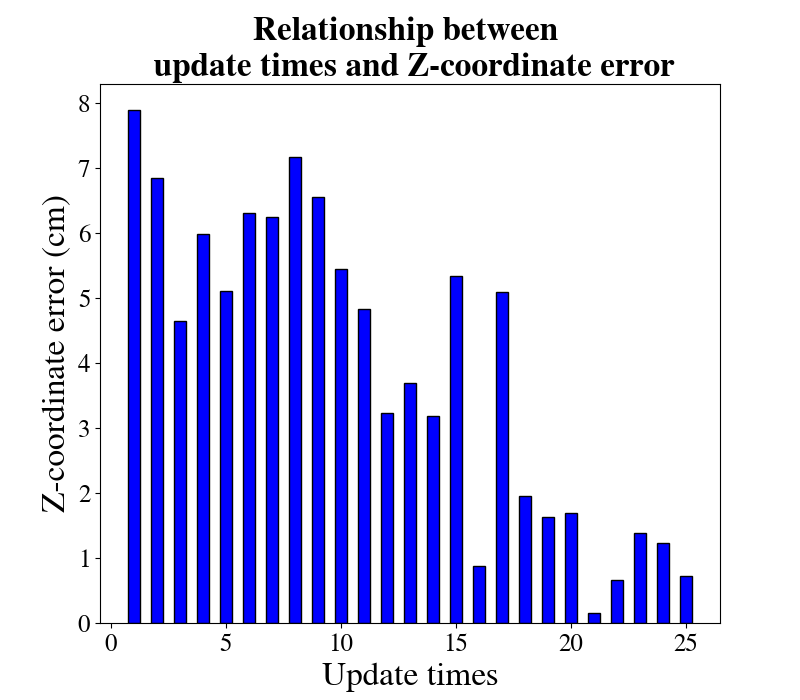 Relationship between
update times and Z-coordinate error
Z-coordinate error (cm)
8
7
6
5
4
3
2
1
0
0 5 10 15 20 25
Update times